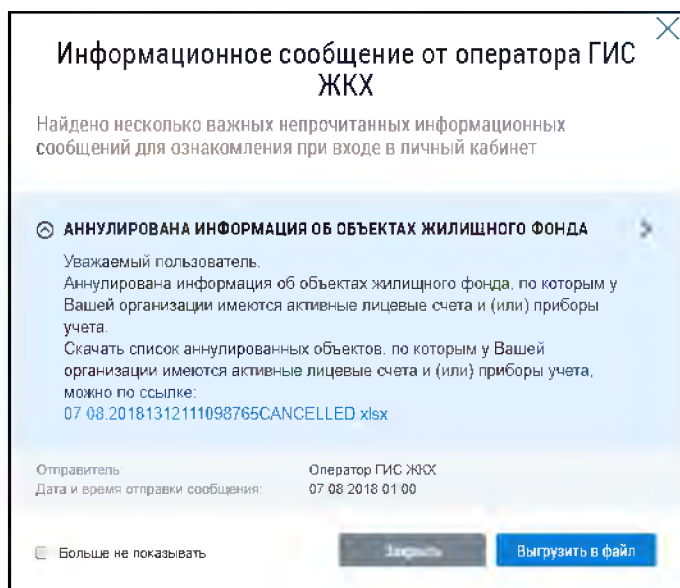 Информационное сообщение от оператора ГИС
ЖКХ
Найдено несколько важных непрочитанных информационных
сообщений для ознакомления при входе в личный кабинет
АННУЛИРОВАНА ИНФОРМАЦИЯ ОБ ОБЪЕКТАХ ЖИЛИЩНОГО ФОНДА
Уважаемый пользователь.
Аннулирована информация об объектах жилищного фонда, по которым у
Вашей организации имеются активные лицевые счета и (или) приборы
учета.
Скачать список аннулированных объектов, по которым у Вашей
организации имеются активные лицевые счета и (или) приборы учета,
можно по ссылке:
07.08.20181312111098765CANCELLED.xlsx
Отправитель: Оператор ГИС ЖКХ
Дата и время отправки сообщения: 07.08.2018 01:00
Больше не показывать Закрыть Выгрузить в файл